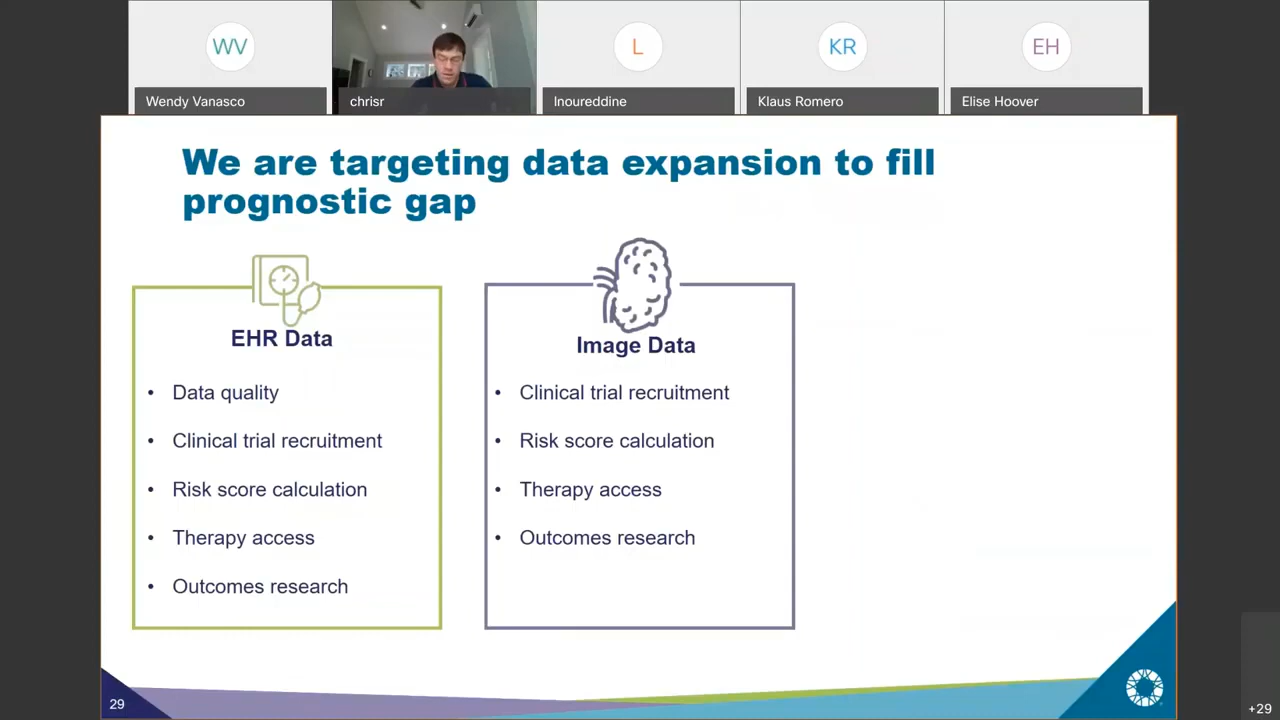 WV
L
KR
EH
Wendy Vanasco
chrisr
lnoureddine
Klaus Romero
Elise Hoover
We are targeting data expansion to fill
prognostic gap
EHR Data
• Data quality
• Clinical trial recruitment
• Risk score calculation
• Therapy access
• Outcomes research
Image Data
• Clinical trial recruitment
• Risk score calculation
• Therapy access
• Outcomes research
29
+29